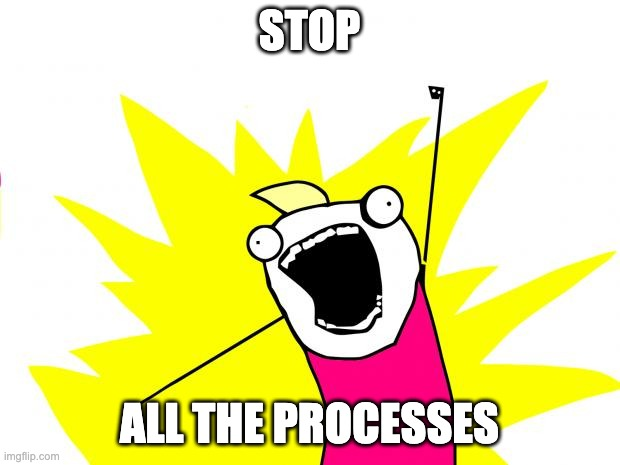 STOP
ALL THE PROCESSES
imgflip.com